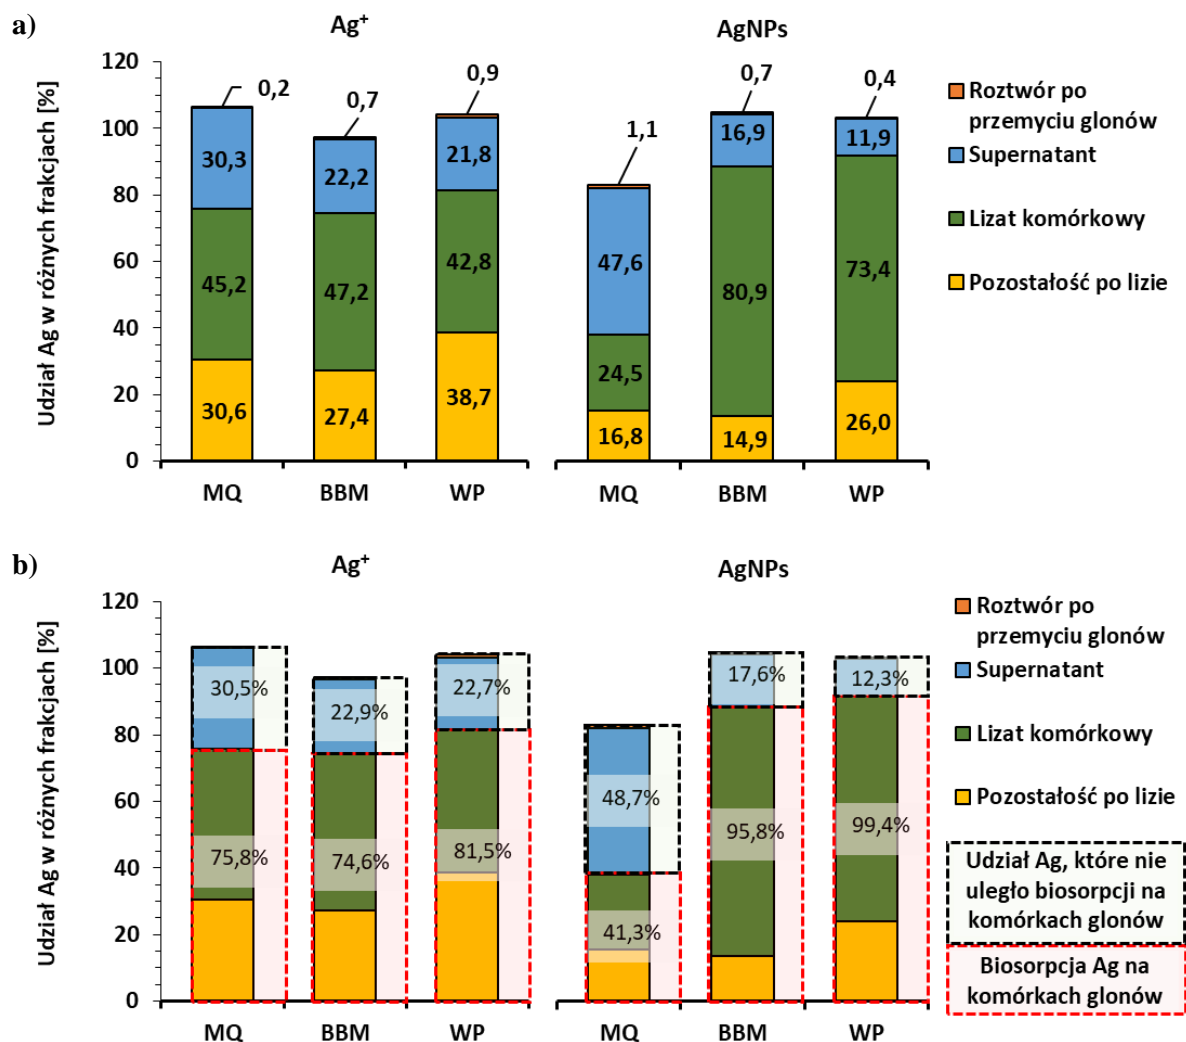 a)
Ag⁺
AgNPs
Udział Ag w różnych frakcjach [%]
120
100
80
60
40
20
0
0,2
0,7
0,9
30,3
22,2
21,8
45,2
47,2
42,8
30,6
27,4
38,7
MQ
BBM
WP
1,1
0,7
0,4
47,6
16,9
11,9
24,5
80,9
73,4
16,8
14,9
26,0
MQ
BBM
WP
Roztwór po
przemyciu glonów
Supernatant
Lizat komórkowy
Pozostałość po lizie
b)
Ag⁺
AgNPs
Udział Ag w różnych frakcjach [%]
120
100
80
60
40
20
0
30,5%
22,9%
22,7%
75,8%
74,6%
81,5%
MQ
BBM
WP
48,7%
17,6%
12,3%
41,3%
95,8%
99,4%
MQ
BBM
WP
Roztwór po
przemyciu glonów
Supernatant
Lizat komórkowy
Pozostałość po lizie
Udział Ag, które nie
uległo biosorpcji na
komórkach glonów
Biosorpcja Ag na
komórkach glonów